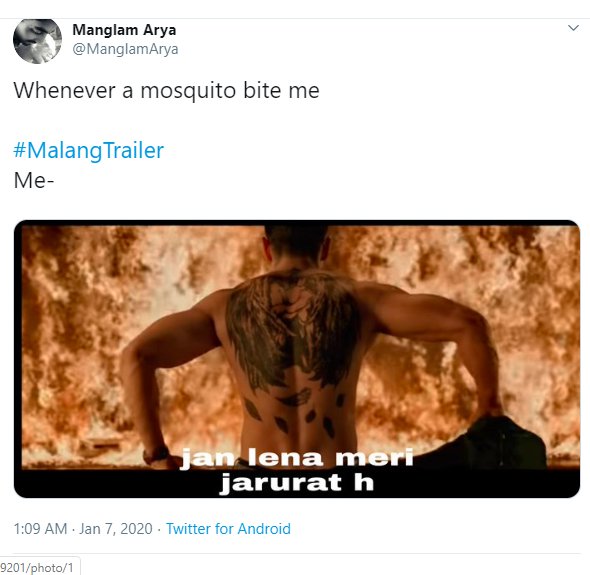 Manglam Arya
@ManglamArya
Whenever a mosquito bite me
#MalangTrailer
Me-
jan lena meri
jarurat h
1:09 AM · Jan 7, 2020 · Twitter for Android
9201/photo/1